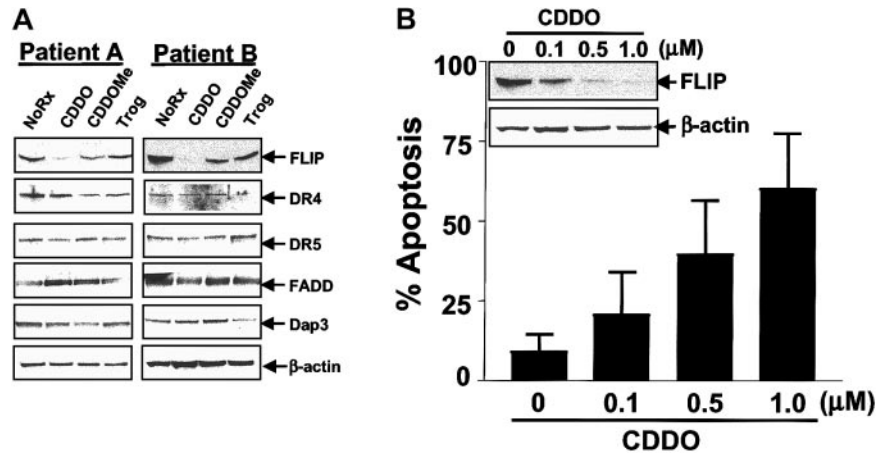 A
Patient A
Patient B
NoRx
CDDO
CDDOMe
Trog
NoRx
CDDO
CDDOMe
Trog
FLIP
DR4
DR5
FADD
Dap3
β-actin
B
CDDO
0 0.1 0.5 1.0 (μM)
FLIP
β-actin
% Apoptosis
100
75
50
25
0
0 0.1 0.5 1.0 (μM)
CDDO